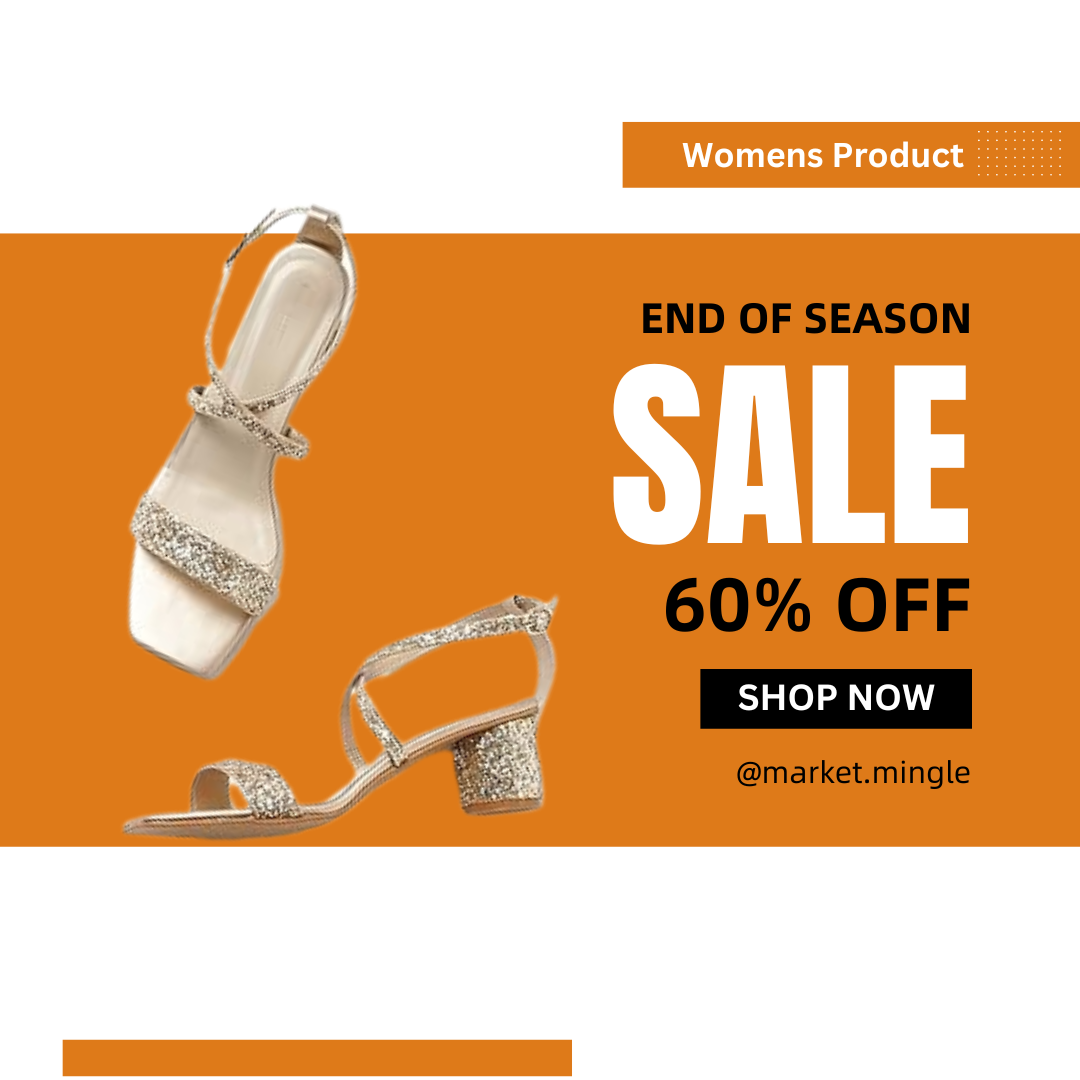 Womens Product
END OF SEASON
SALE
60% OFF
SHOP NOW
@market.mingle